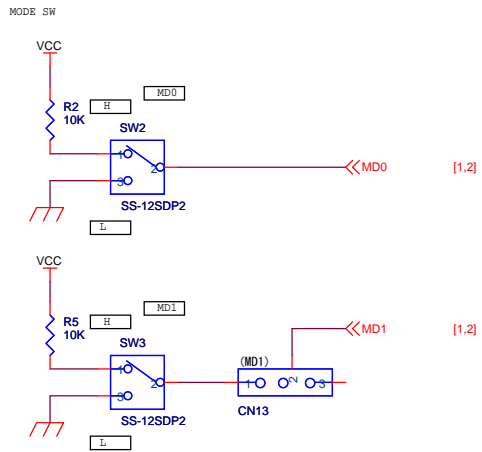 MODE SW
VCC
MD0
R2
H
10K
SW2
1
2
MD0
[1,2]
3
SS-12SDP2
L
VCC
MD1
R5
H
MD1
[1,2]
10K
SW3
(MD1)
1
2
1
2
3
3
CN13
SS-12SDP2
L